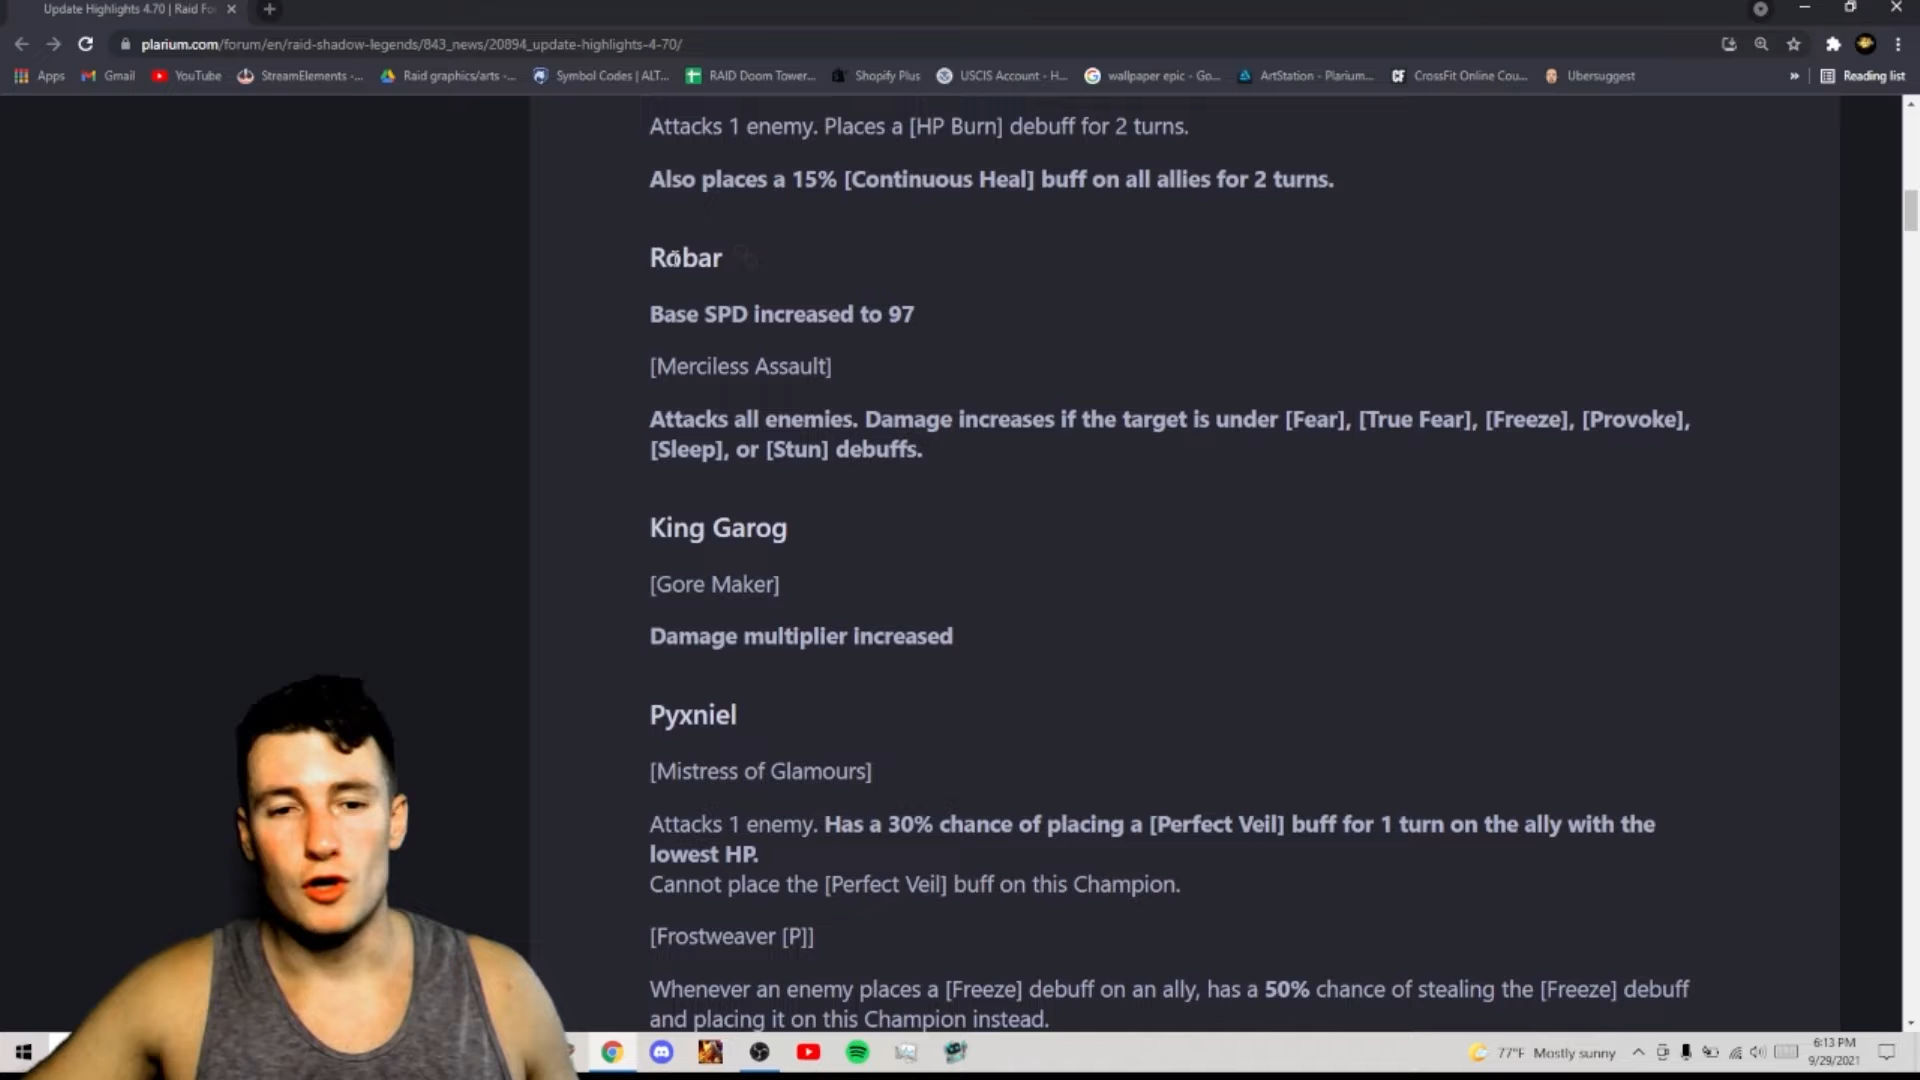 Update Highlights 4.70 | Raid Fo
plarium.com/forum/en/raid-shadow-legends/843_news/20894_update-highlights-4-70/
Apps Gmail YouTube StreamElements -... Raid graphics/arts -... Symbol Codes | ALT... RAID Doom Tower... Shopify Plus USCIS Account - H... wallpaper epic - Go... ArtStation - Plarium... CrossFit Online Cou... Ubersuggest » Reading list
Attacks 1 enemy. Places a [HP Burn] debuff for 2 turns.
Also places a 15% [Continuous Heal] buff on all allies for 2 turns.
Robar
Base SPD increased to 97
[Merciless Assault]
Attacks all enemies. Damage increases if the target is under [Fear], [True Fear], [Freeze], [Provoke],
[Sleep], or [Stun] debuffs.
King Garog
[Gore Maker]
Damage multiplier increased
Pyxniel
[Mistress of Glamours]
Attacks 1 enemy. Has a 30% chance of placing a [Perfect Veil] buff for 1 turn on the ally with the
lowest HP.
Cannot place the [Perfect Veil] buff on this Champion.
[Frostweaver [P]]
Whenever an enemy places a [Freeze] debuff on an ally, has a 50% chance of stealing the [Freeze] debuff
and placing it on this Champion instead.
77°F Mostly sunny
6:13 PM
9/29/2021